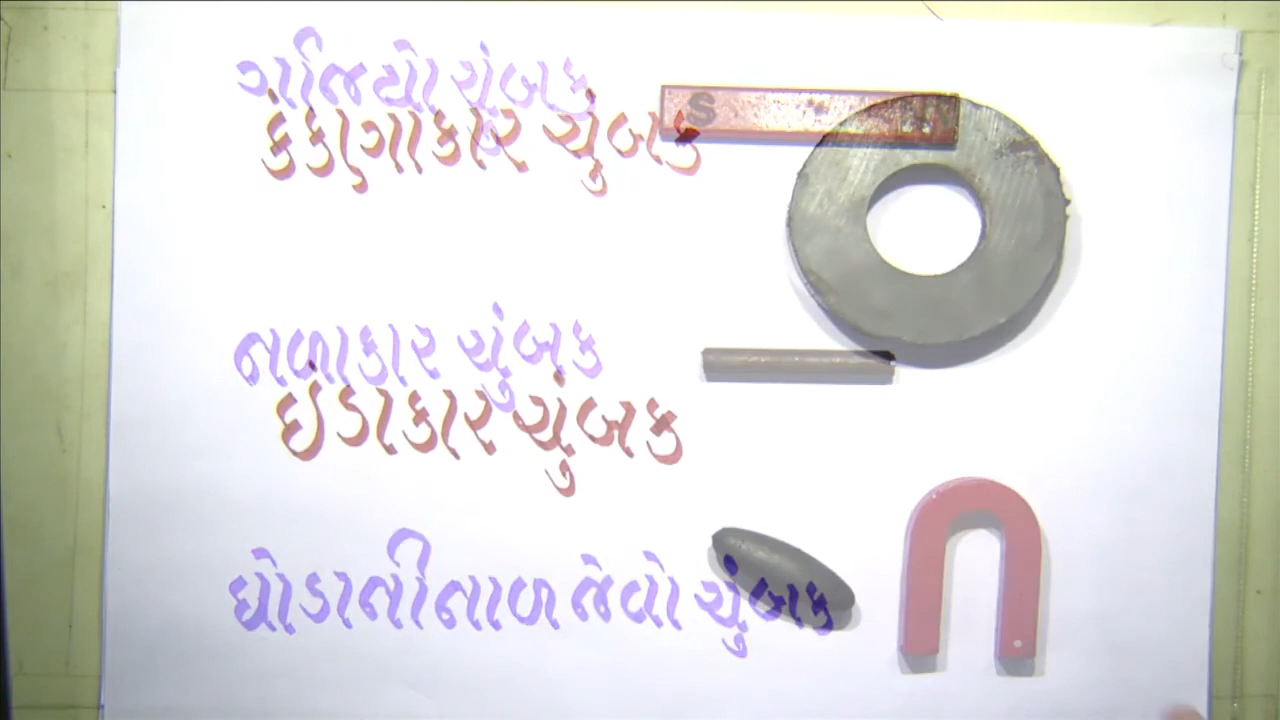 ગજિયો ચુંબક
S
કંકણાકાર ચુંબક
નળાકાર ચુંબક
ઈંડાકાર ચુંબક
ઘોડાનીનાળ જેવો ચુંબક